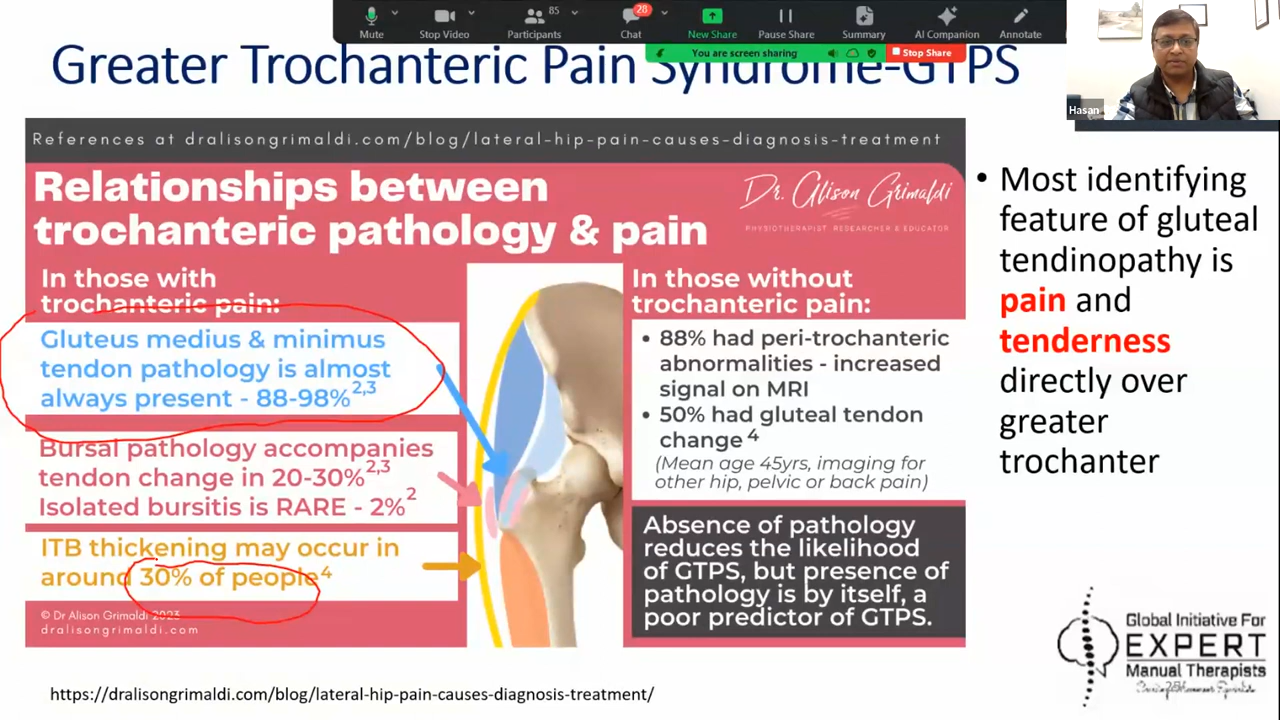 85
28
Mute
Stop Video
Participants
Chat
New Share
Pause Share
Summary
AI Companion
Annotate
You are screen sharing
Stop Share
Hasan
Greater Trochanteric Pain Syndrome-GTPS
References at dralisongrimaldi.com/blog/lateral-hip-pain-causes-diagnosis-treatment
Relationships between
trochanteric pathology & pain
Dr. Alison Grimaldi
PHYSIOTHERAPIST, RESEARCHER & EDUCATOR
In those with
trochanteric pain:
Gluteus medius & minimus
tendon pathology is almost
always present - 88-98%2,3
Bursal pathology accompanies
tendon change in 20-30%2,3
Isolated bursitis is RARE - 2%2
ITB thickening may occur in
around 30% of people4
© Dr Alison Grimaldi 2023
dralisongrimaldi.com
In those without
trochanteric pain:
• 88% had peri-trochanteric
abnormalities - increased
signal on MRI
• 50% had gluteal tendon
change4
(Mean age 45yrs, imaging for
other hip, pelvic or back pain)
Absence of pathology
reduces the likelihood
of GTPS, but presence of
pathology is by itself, a
poor predictor of GTPS.
• Most identifying
feature of gluteal
tendinopathy is
pain and
tenderness
directly over
greater
trochanter
Global Initiative For
EXPERT
Manual Therapists
https://dralisongrimaldi.com/blog/lateral-hip-pain-causes-diagnosis-treatment/